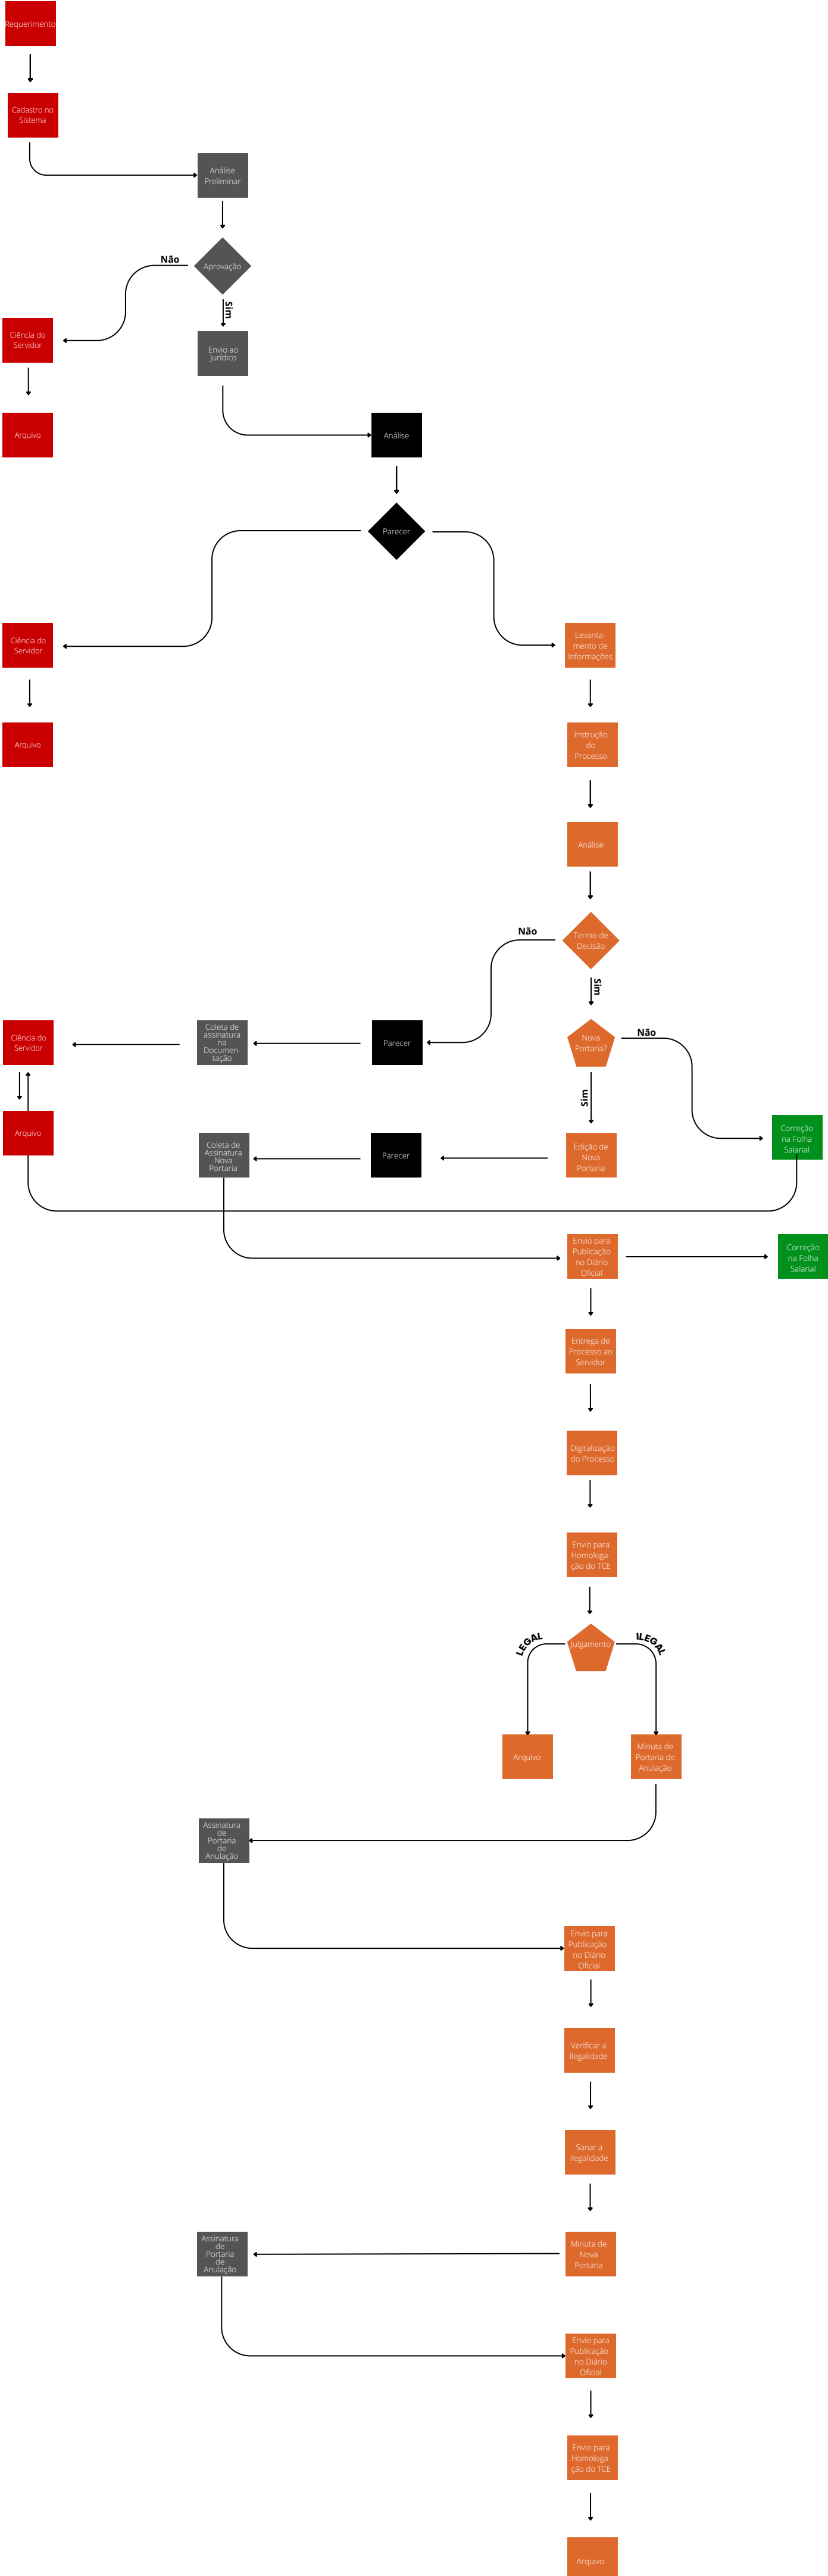 Requerimento
Cadastro no
Sistema
Análise
Preliminar
Aprovação
Não
Sim
Ciência do
Servidor
Envio ao
Jurídico
Arquivo
Análise
Parecer
Ciência do
Servidor
Levanta-
mento de
Informações
Arquivo
Instrução
do
Processo
Análise
Termo de
Decisão
Não
Sim
Ciência do
Servidor
Coleta de
assinatura
na
Documen-
tação
Parecer
Nova
Portaria?
Não
Sim
Arquivo
Coleta de
Assinatura
Nova
Portaria
Parecer
Edição de
Nova
Portaria
Correção
na Folha
Salarial
Envio para
Publicação
no Diário
Oficial
Correção
na Folha
Salarial
Entrega de
Processo ao
Servidor
Digitalização
do Processo
Envio para
Homologa-
ção do TCE
Julgamento
LEGAL
ILEGAL
Arquivo
Minuta de
Portaria de
Anulação
Assinatura
de
Portaria
de
Anulação
Envio para
Publicação
no Diário
Oficial
Verificar a
Ilegalidade
Sanar a
Ilegalidade
Assinatura
de
Portaria
de
Anulação
Minuta de
Nova
Portaria
Envio para
Publicação
no Diário
Oficial
Envio para
Homologa-
ção do TCE
Arquivo